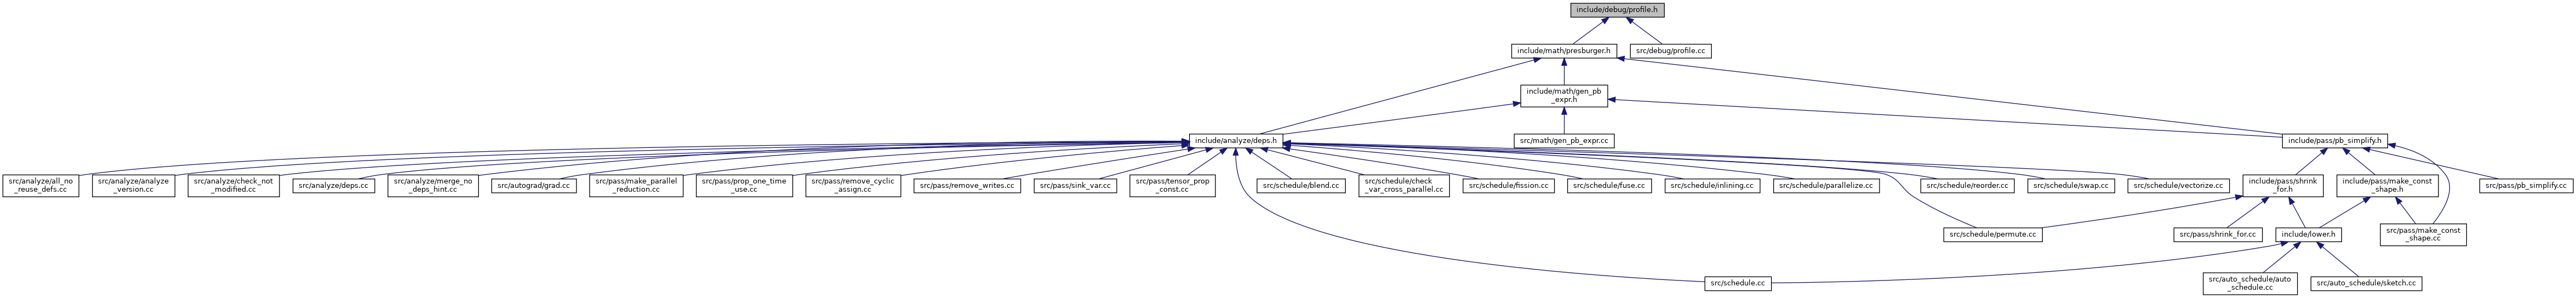 include/debug/profile.h
include/math/presburger.h
src/debug/profile.cc
include/math/gen_pb
_expr.h
include/analyze/deps.h
src/math/gen_pb_expr.cc
include/pass/pb_simplify.h
src/analyze/all_no
_reuse_defs.cc
src/analyze/analyze
_version.cc
src/analyze/check_not
_modified.cc
src/analyze/deps.cc
src/analyze/merge_no
_deps_hint.cc
src/autograd/grad.cc
src/pass/make_parallel
_reduction.cc
src/pass/prop_one_time
_use.cc
src/pass/remove_cyclic
_assign.cc
src/pass/remove_writes.cc
src/pass/sink_var.cc
src/pass/tensor_prop
_const.cc
src/schedule/blend.cc
src/schedule/check
_var_cross_parallel.cc
src/schedule/fission.cc
src/schedule/fuse.cc
src/schedule/inlining.cc
src/schedule/parallelize.cc
src/schedule/reorder.cc
src/schedule/swap.cc
src/schedule/vectorize.cc
include/pass/shrink
_for.h
include/pass/make_const
_shape.h
src/pass/pb_simplify.cc
src/schedule/permute.cc
src/pass/shrink_for.cc
include/lower.h
src/pass/make_const
_shape.cc
src/schedule.cc
src/auto_schedule/auto
_schedule.cc
src/auto_schedule/sketch.cc